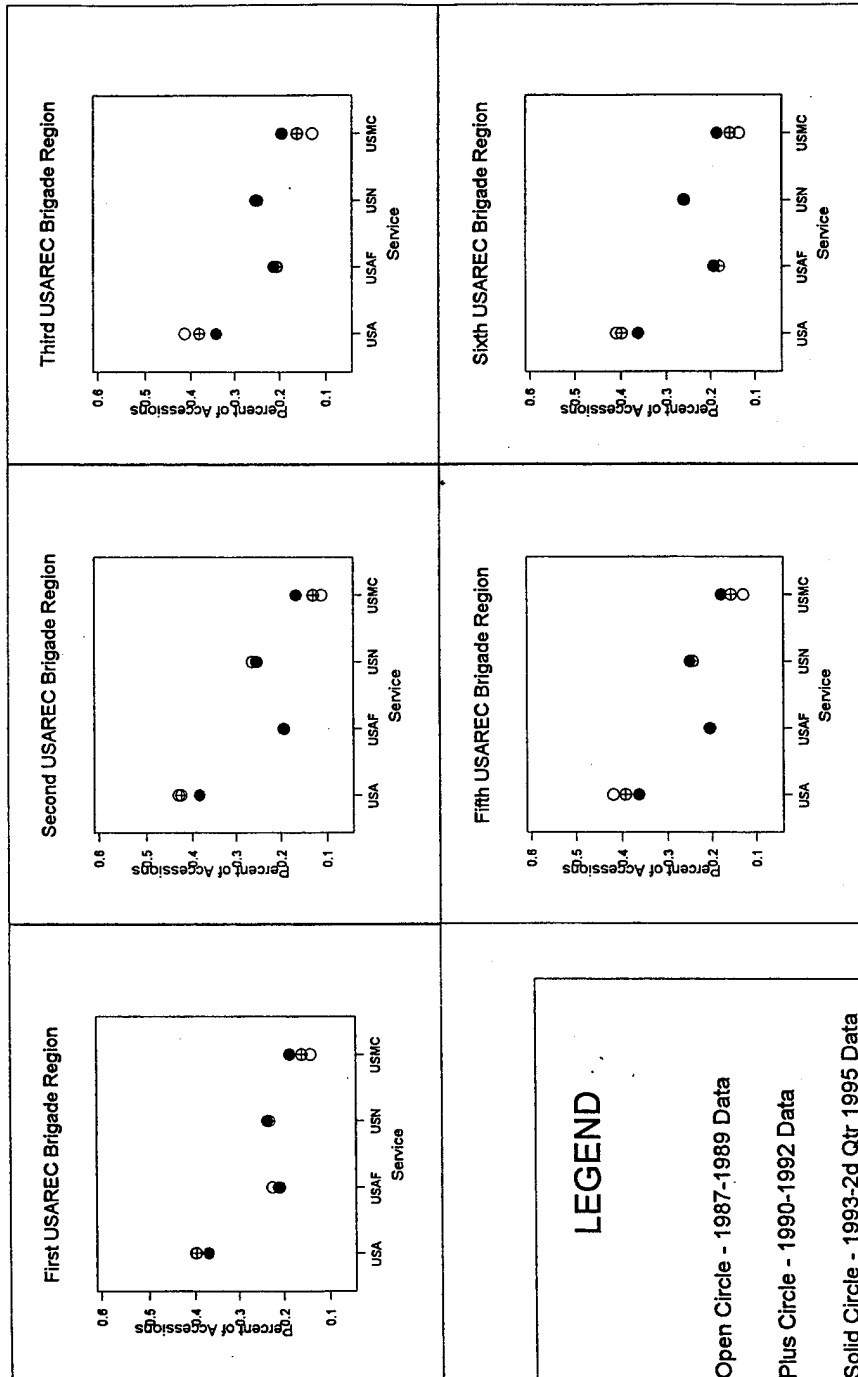 First USAREC Brigade Region
0.6
0.5
0.4
0.3
0.2
0.1
Percent of Accessions
USA USAF USN USMC
Service
Second USAREC Brigade Region
0.6
0.5
0.4
0.3
0.2
0.1
Percent of Accessions
USA USAF USN USMC
Service
Third USAREC Brigade Region
0.6
0.5
0.4
0.3
0.2
0.1
Percent of Accessions
USA USAF USN USMC
Service
LEGEND
Open Circle - 1987-1989 Data
Plus Circle - 1990-1992 Data
Solid Circle - 1993-2d Qtr 1995 Data
Fifth USAREC Brigade Region
0.6
0.5
0.4
0.3
0.2
0.1
Percent of Accessions
USA USAF USN USMC
Service
Sixth USAREC Brigade Region
0.6
0.5
0.4
0.3
0.2
0.1
Percent of Accessions
USA USAF USN USMC
Service